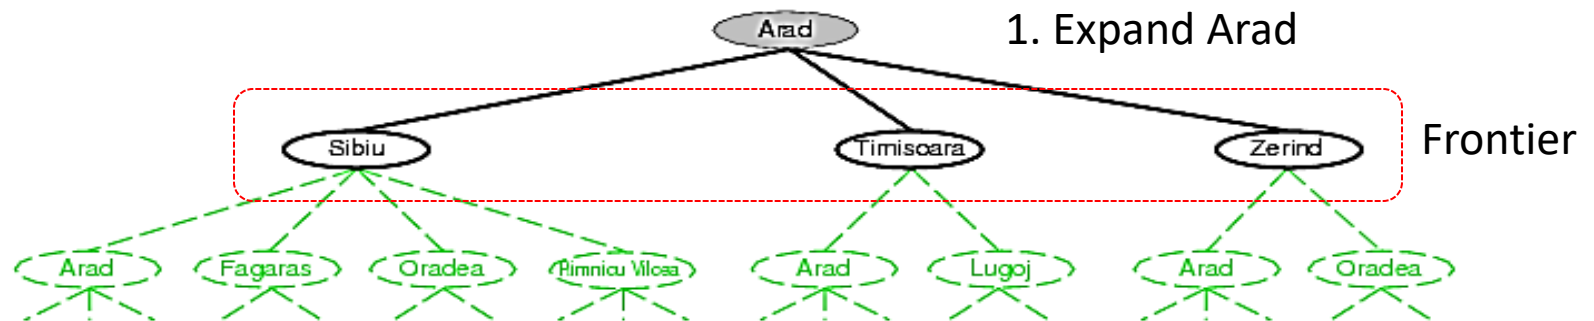 Arad
1. Expand Arad
Sibiu
Timisoara
Zerind
Frontier
Arad
Fagaras
Oradea
Rimnicu Vilcea
Arad
Lugoj
Arad
Oradea